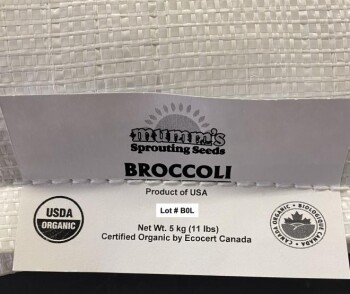 mumm's
Sprouting Seeds
BROCCOLI
Product of USA
Lot # B0L
USDA
ORGANIC
Net Wt. 5 kg (11 lbs)
Certified Organic by Ecocert Canada
CANADA ORGANIC • BIOLOGIQUE CANADA •